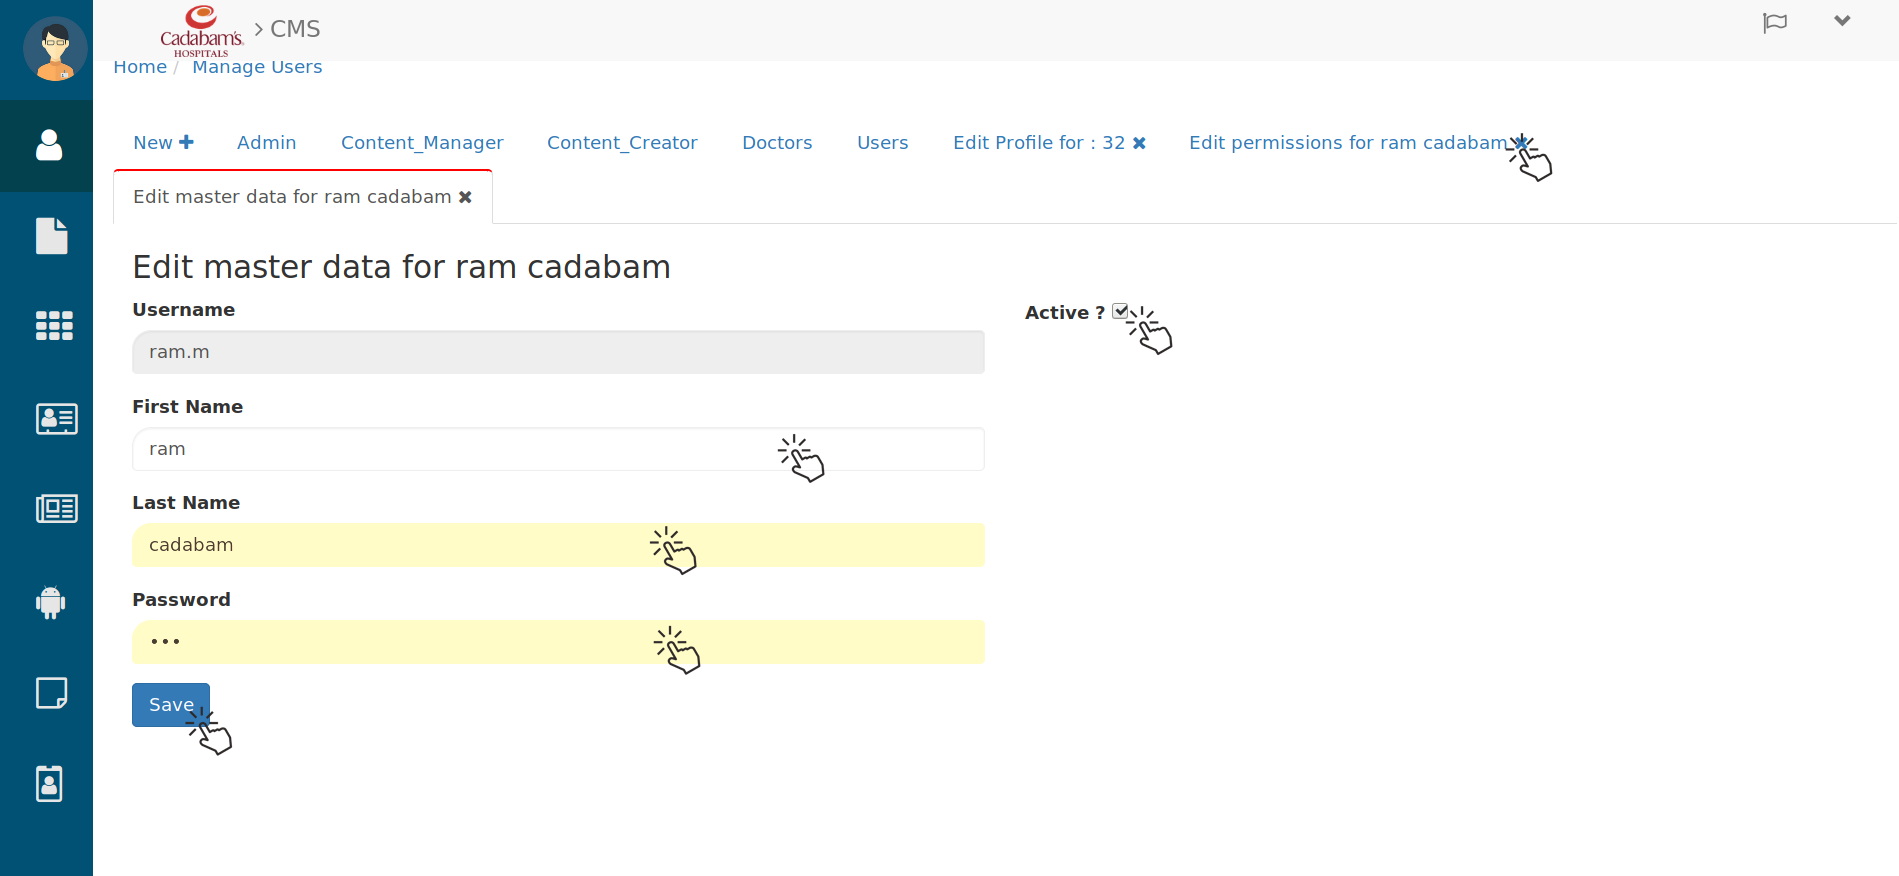 Cadabam's HOSPITALS > CMS
Home / Manage Users
New Admin Content_Manager Content_Creator Doctors Users Edit Profile for : 32 Edit permissions for ram cadabam
Edit master data for ram cadabam
Edit master data for ram cadabam
Username
Active ?
ram.m
First Name
ram
Last Name
cadabam
Password
•••
Save